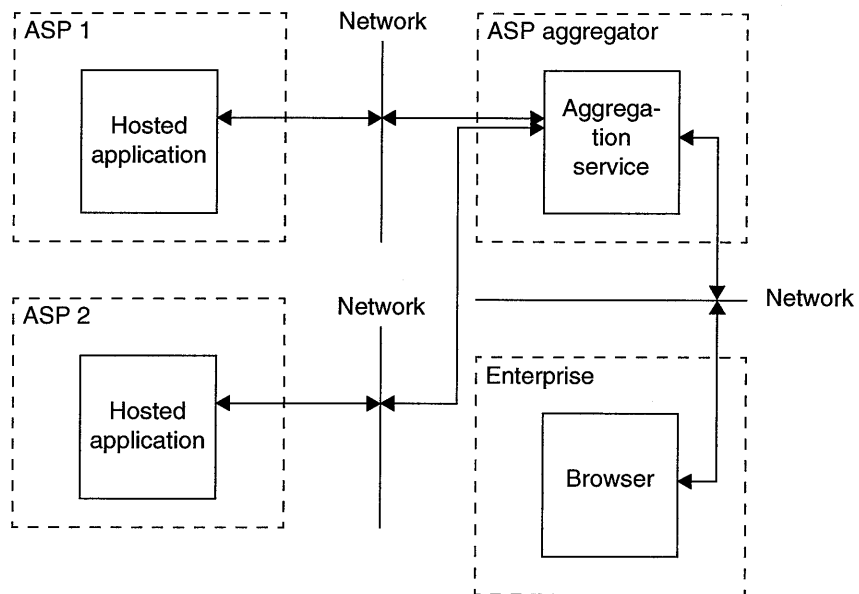 ASP 1
Network
ASP aggregator
Hosted
application
Aggrega-
tion
service
ASP 2
Network
Network
Enterprise
Hosted
application
Browser